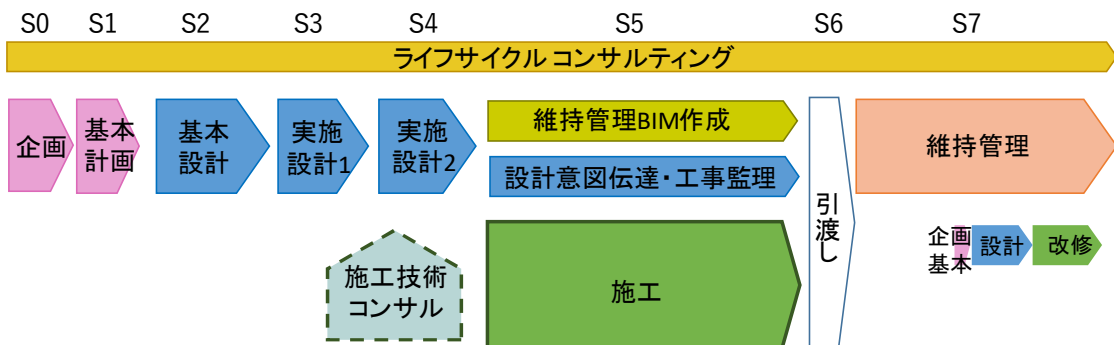 S0 S1 S2 S3 S4 S5 S6 S7
ライフサイクル コンサルティング
企画
基本
計画
基本
設計
実施
設計1
実施
設計2
維持管理BIM作成
設計意図伝達・工事監理
引渡し
維持管理
施工技術
コンサル
施工
企画
基本
設計
改修